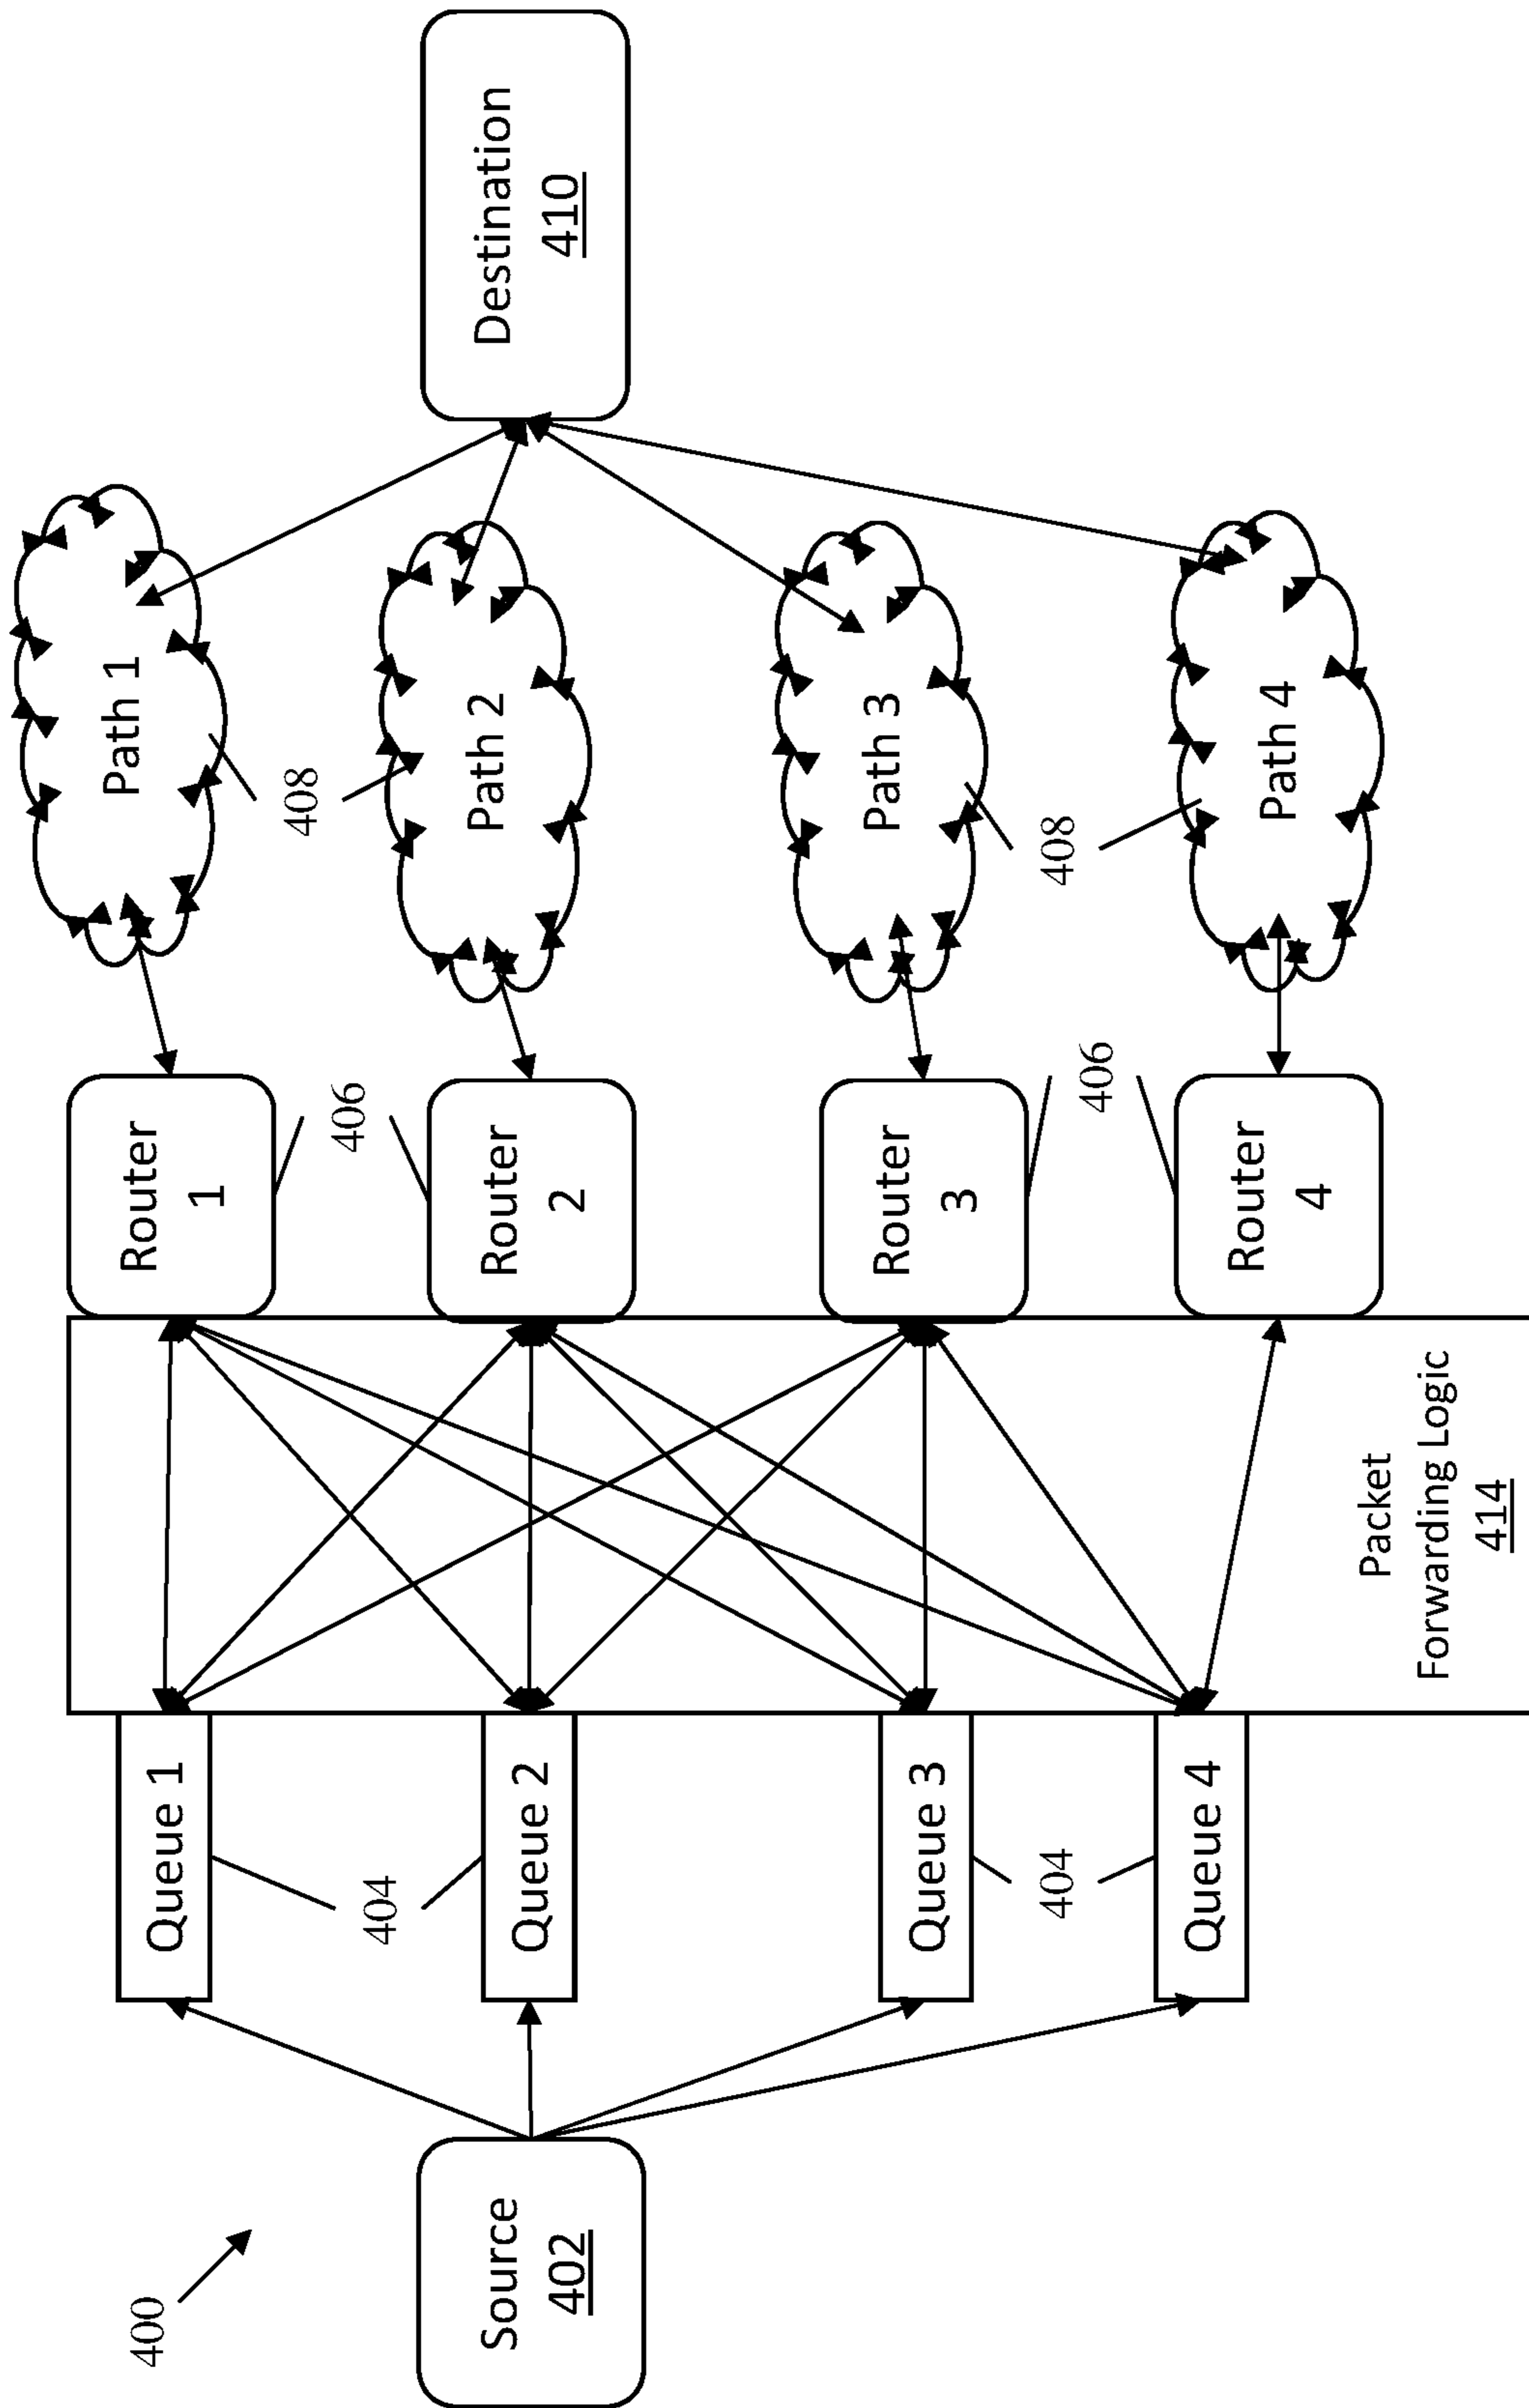 400
Source
402
Queue 1
404
Queue 2
Queue 3
404
Queue 4
Packet
Forwarding Logic
414
Router
1
406
Router
2
Router
3
406
Router
4
Path 1
408
Path 2
Path 3
408
Path 4
Destination
410